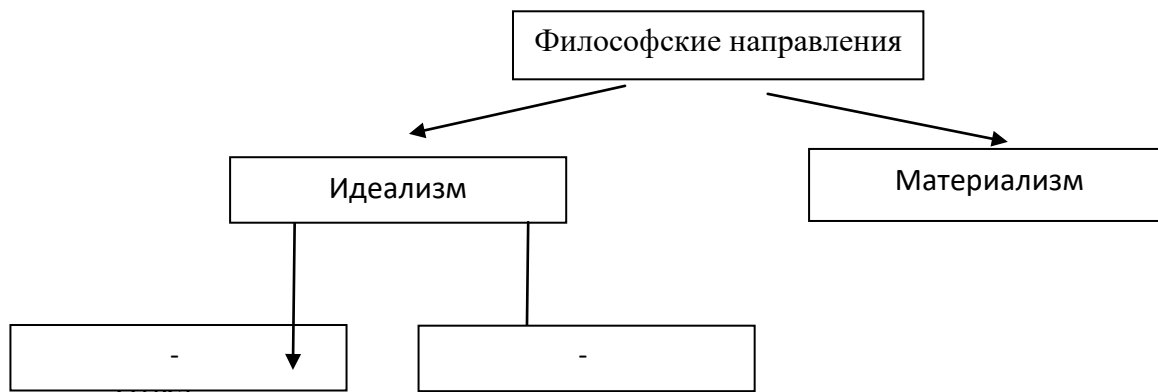 Философские направления
Идеализм
Материализм
-
-